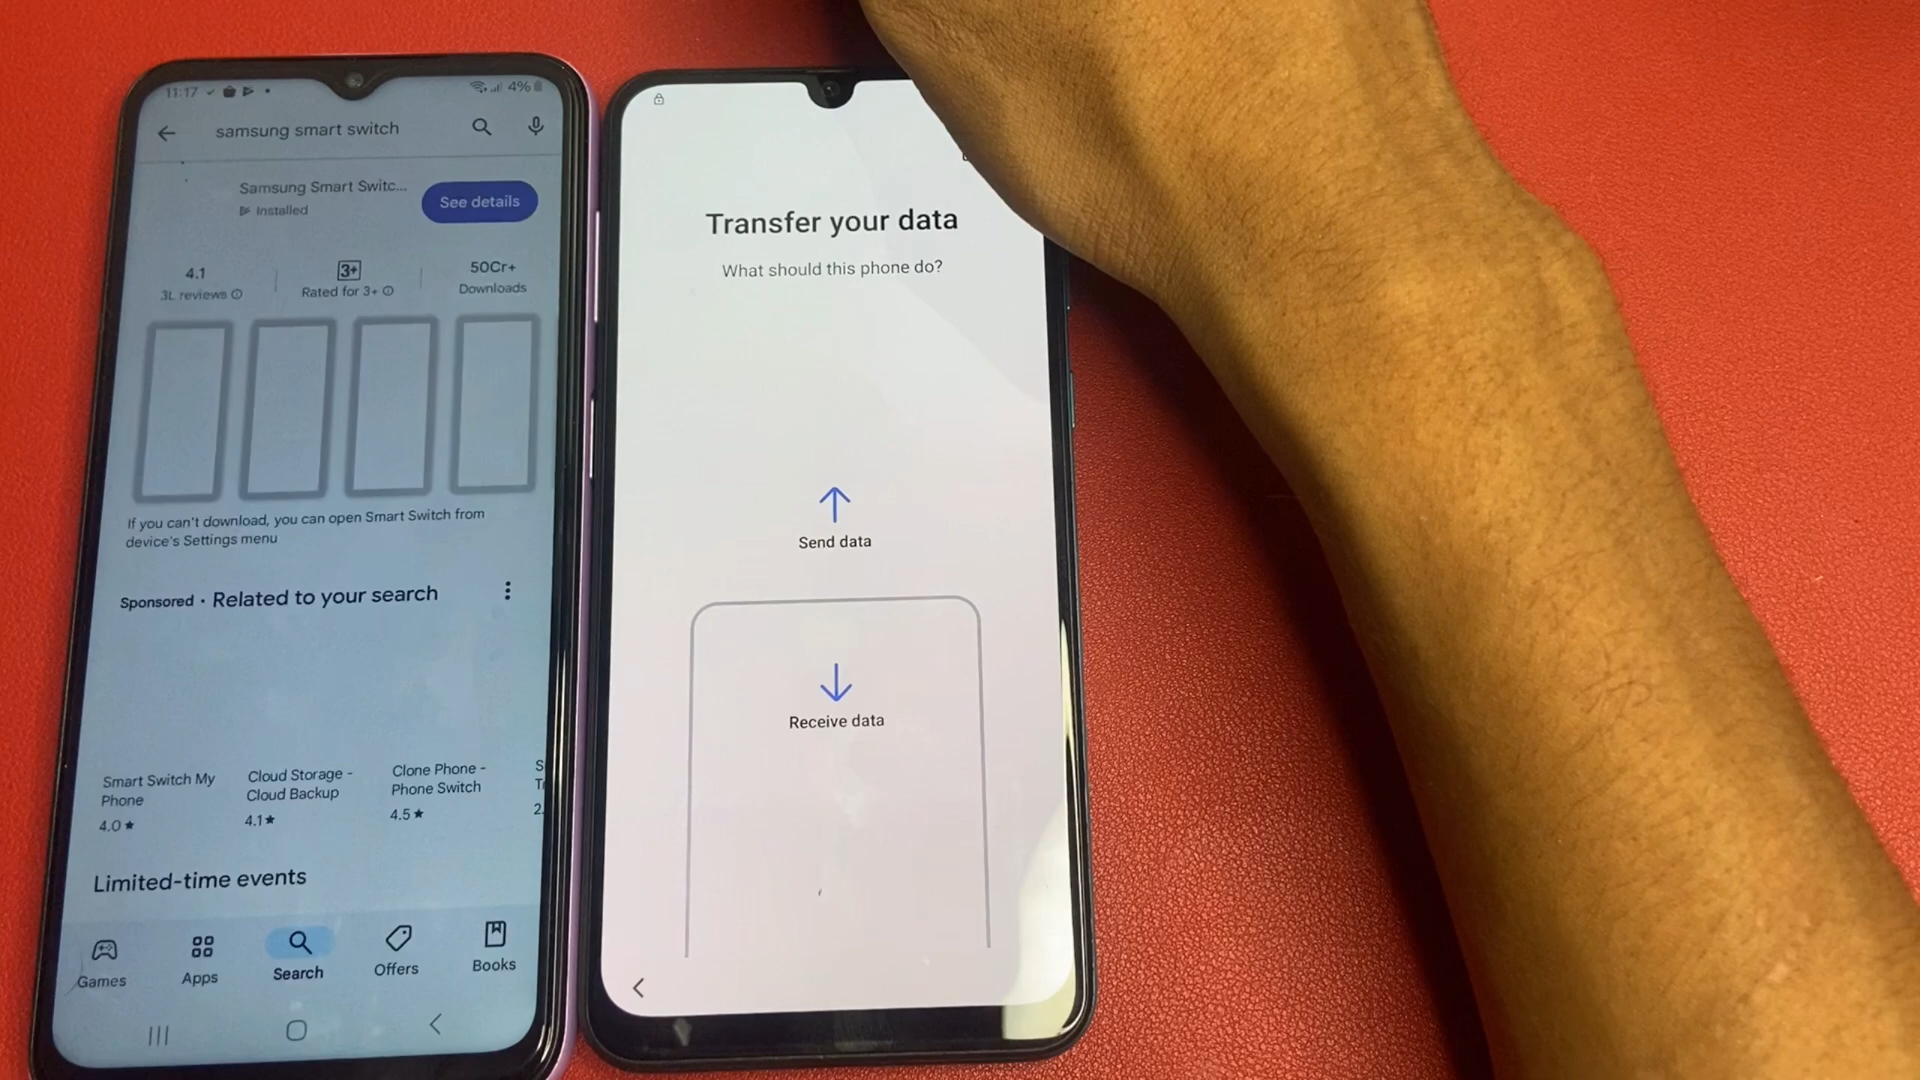 11:17
4%
samsung smart switch
Samsung Smart Switc...
Installed
See details
4.1
3L reviews
3+
Rated for 3+
50Cr+
Downloads
If you can't download, you can open Smart Switch from
device's Settings menu
Sponsored · Related to your search
Smart Switch My
Phone
4.0★
Cloud Storage -
Cloud Backup
4.1★
Clone Phone -
Phone Switch
4.5★
Limited-time events
Games
Apps
Search
Offers
Books
Transfer your data
What should this phone do?
Send data
Receive data